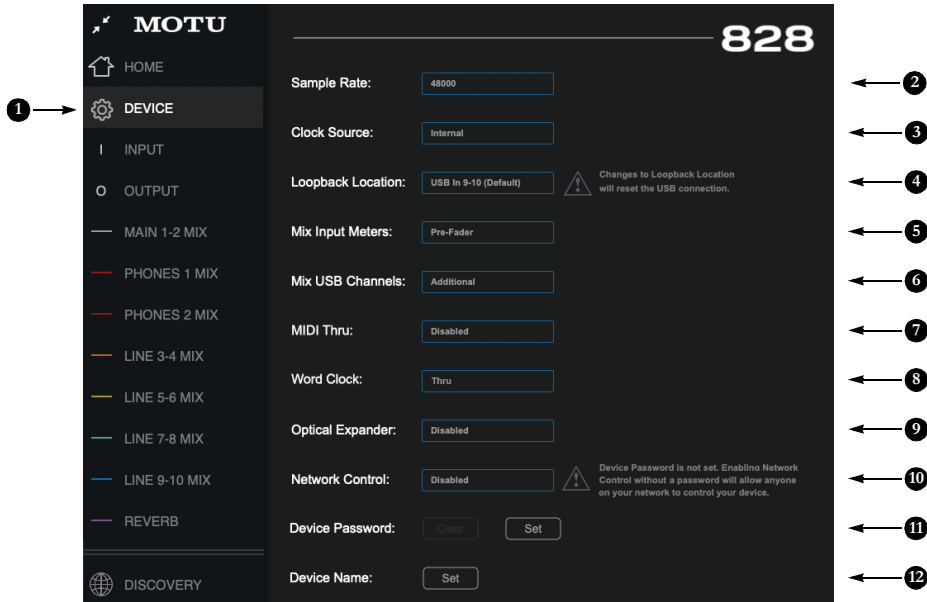 MOTU
828
HOME
Sample Rate: 48000 2
1 DEVICE
Clock Source: Internal 3
I INPUT
Loopback Location: USB In 9-10 (Default) Changes to Loopback Location
will reset the USB connection. 4
O OUTPUT
Mix Input Meters: Pre-Fader 5
MAIN 1-2 MIX
Mix USB Channels: Additional 6
PHONES 1 MIX
PHONES 2 MIX
MIDI Thru: Disabled 7
LINE 3-4 MIX
Word Clock: Thru 8
LINE 5-6 MIX
Optical Expander: Disabled 9
LINE 7-8 MIX
Network Control: Disabled Device Password is not set. Enabling Network
Control without a password will allow anyone
on your network to control your device. 10
LINE 9-10 MIX
REVERB
Device Password: Clear Set 11
DISCOVERY
Device Name: Set 12